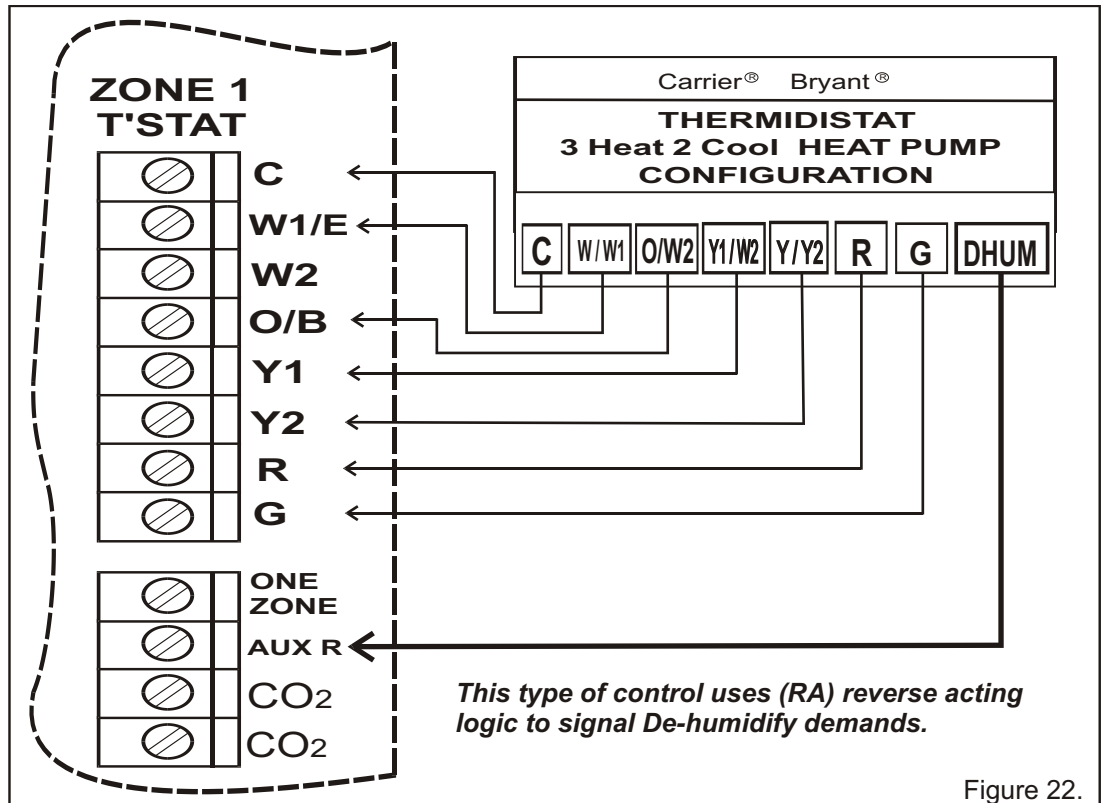 ZONE 1
T'STAT
C
W1/E
W2
O/B
Y1
Y2
R
G
ONE
ZONE
AUX R
CO2
CO2
Carrier® Bryant®
THERMIDISTAT
3 Heat 2 Cool HEAT PUMP
CONFIGURATION
C W/W1 O/W2 Y1/W2 Y/Y2 R G DHUM
This type of control uses (RA) reverse acting
logic to signal De-humidify demands.
Figure 22.